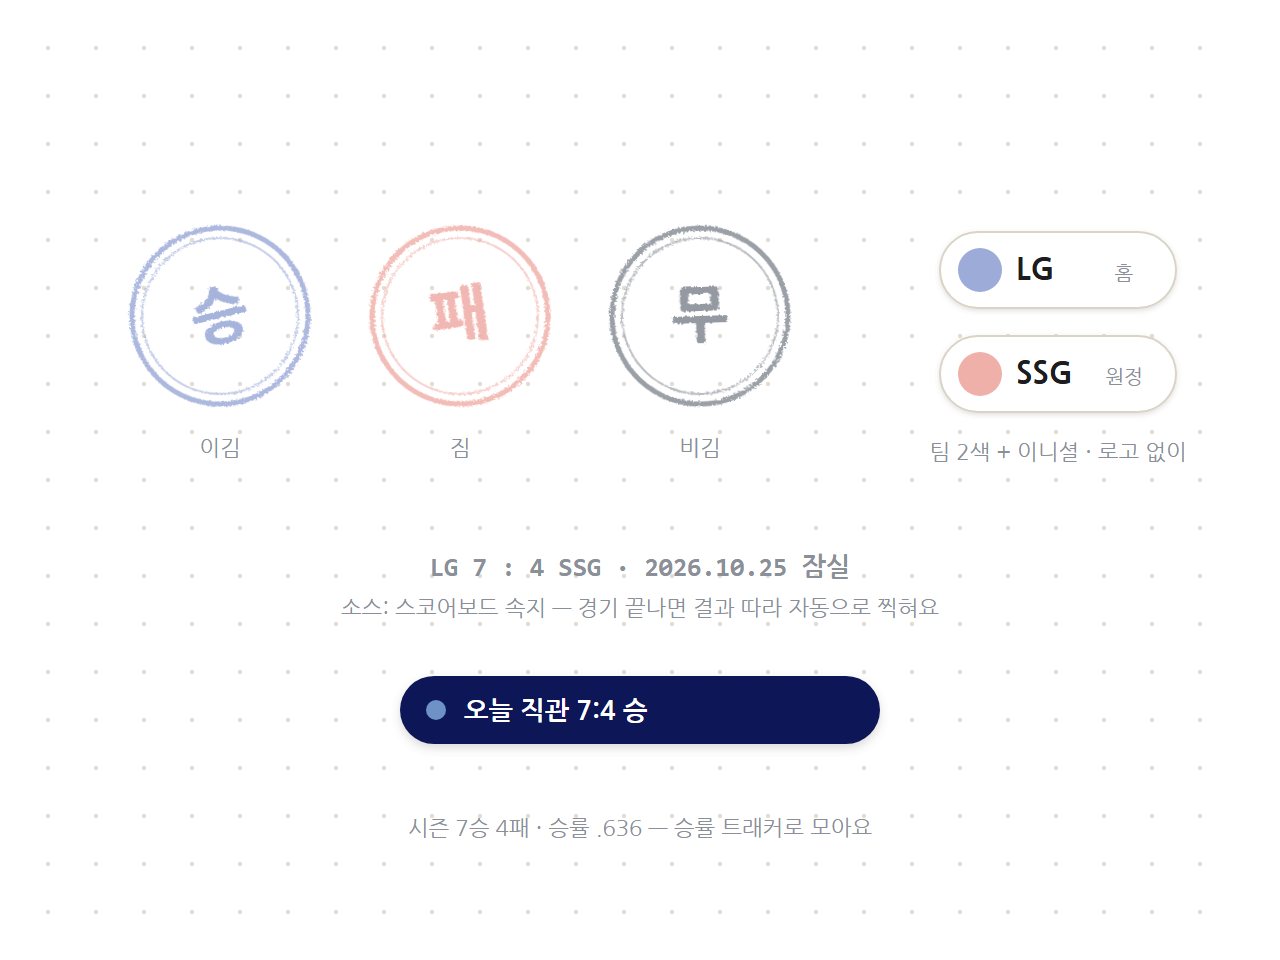 승
패
무
이김
짐
비김
LG 홈
SSG 원정
팀 2색 + 이니셜 · 로고 없이
LG 7 : 4 SSG · 2026.10.25 잠실
소스: 스코어보드 속지 — 경기 끝나면 결과 따라 자동으로 찍혀요
오늘 직관 7:4 승
시즌 7승 4패 · 승률 .636 — 승률 트래커로 모아요